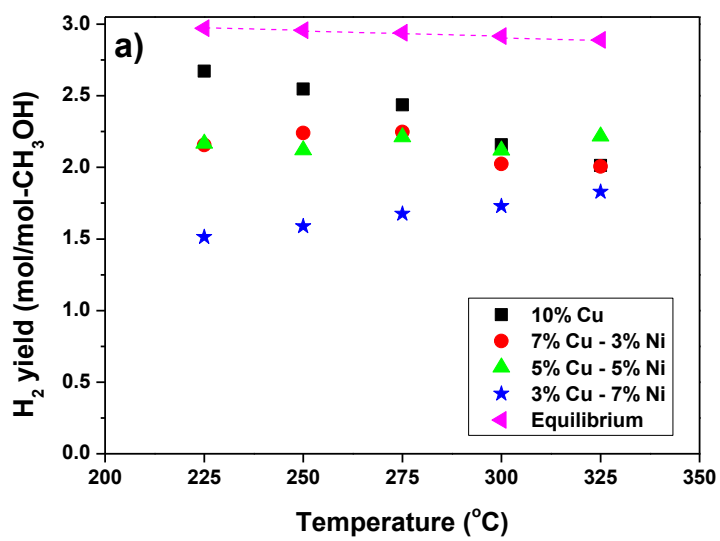 a)
3.0
2.5
2.0
1.5
1.0
0.5
0.0
H₂ yield (mol/mol-CH₃OH)
10% Cu
7% Cu - 3% Ni
5% Cu - 5% Ni
3% Cu - 7% Ni
Equilibrium
200 225 250 275 300 325 350
Temperature (°C)